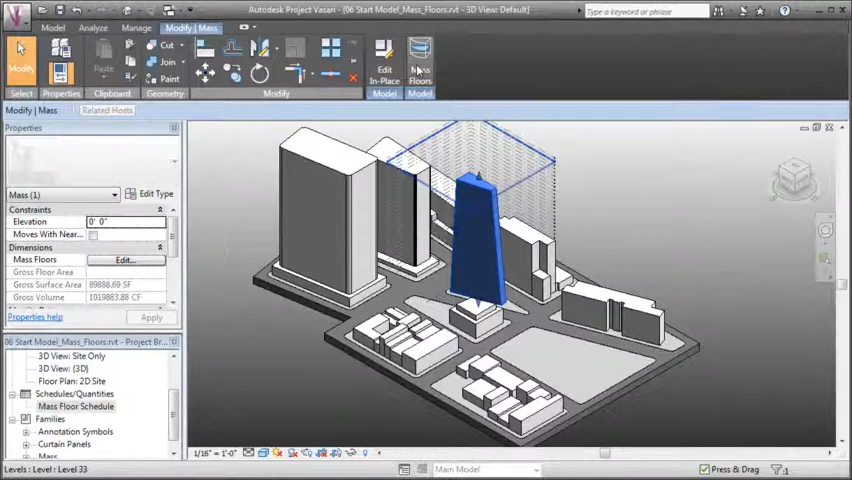 Autodesk Project Vasari - [06 Start Model_Mass_Floors.rvt - 3D View: Default]
Type a keyword or phrase
Home Analyze Manage Modify | Mass
Modify
Cut
Join
Paste
Paint
Edit In-Place
Mass Floors
Select Properties Clipboard Geometry Modify Model Model
Modify | Mass Related Hosts
Properties
Mass (1) Edit Type
Constraints
Elevation 0' 0"
Moves With Near...
Dimensions
Mass Floors Edit...
Gross Floor Area
Gross Surface Area 89888.69 SF
Gross Volume 1019883.88 CF
Properties help Apply
06 Start Model_Mass_Floors.rvt - Project Br...
3D View: Site Only
3D View: {3D}
Floor Plan: 2D Site
Schedules/Quantities
Mass Floor Schedule
Families
Annotation Symbols
Curtain Panels
Mass
1/16" = 1'-0"
Levels : Level : Level 33
Main Model
Press & Drag
:1